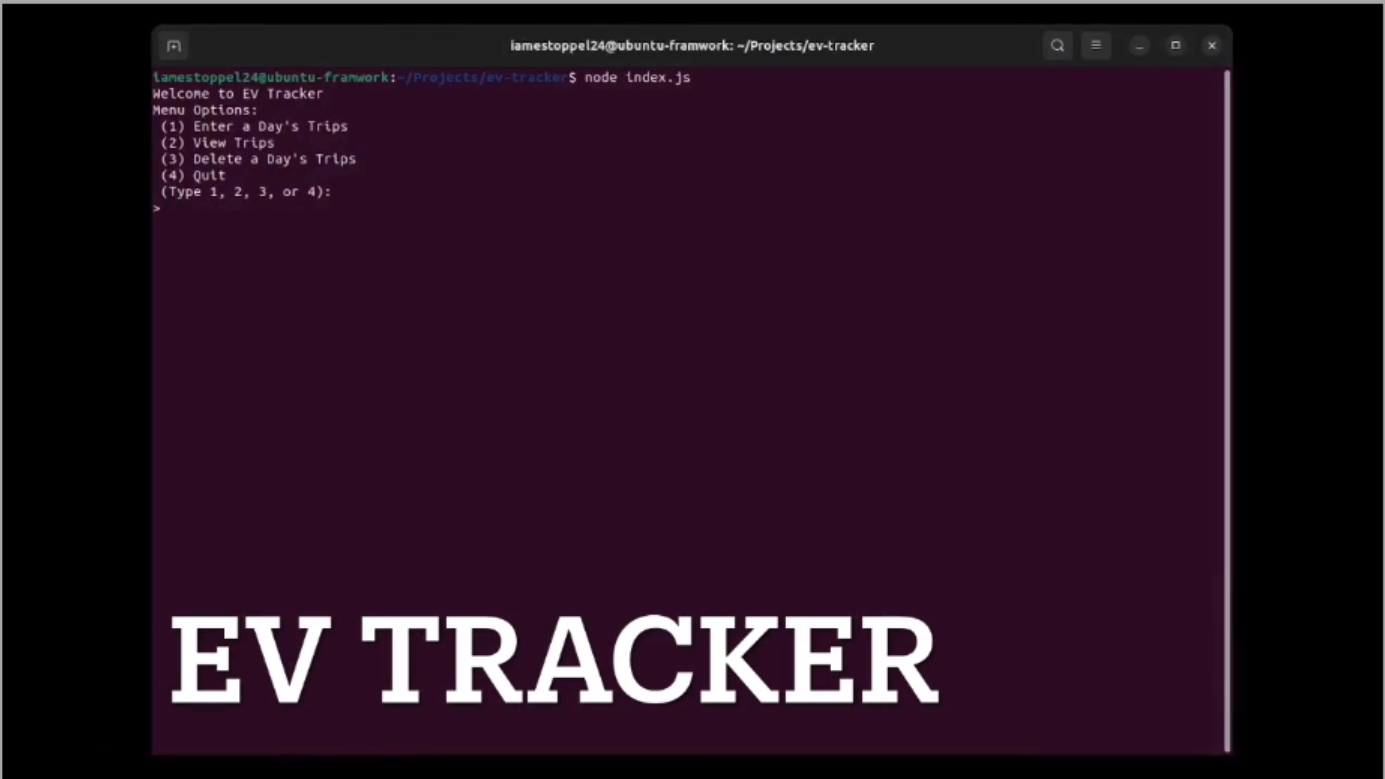 iamestoppel24@ubuntu-framwork: ~/Projects/ev-tracker
iamestoppel24@ubuntu-framwork:~/Projects/ev-tracker$ node index.js
Welcome to EV Tracker
Menu Options:
(1) Enter a Day's Trips
(2) View Trips
(3) Delete a Day's Trips
(4) Quit
(Type 1, 2, 3, or 4):
>
EV TRACKER